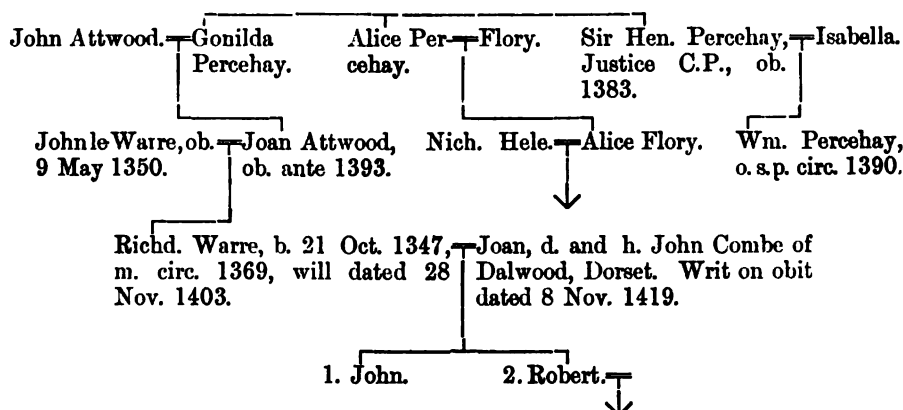 John Attwood. Gonilda Percehay.
Alice Percehay. Flory.
Sir Hen. Percehay, Justice C.P., ob. 1383. Isabella.
John le Warre, ob. 9 May 1350. Joan Attwood, ob. ante 1393.
Nich. Hele. Alice Flory.
Wm. Percehay, o.s.p. circ. 1390.
Richd. Warre, b. 21 Oct. 1347, m. circ. 1369, will dated 28 Nov. 1403.
Joan, d. and h. John Combe of Dalwood, Dorset. Writ on obit dated 8 Nov. 1419.
1. John.
2. Robert.